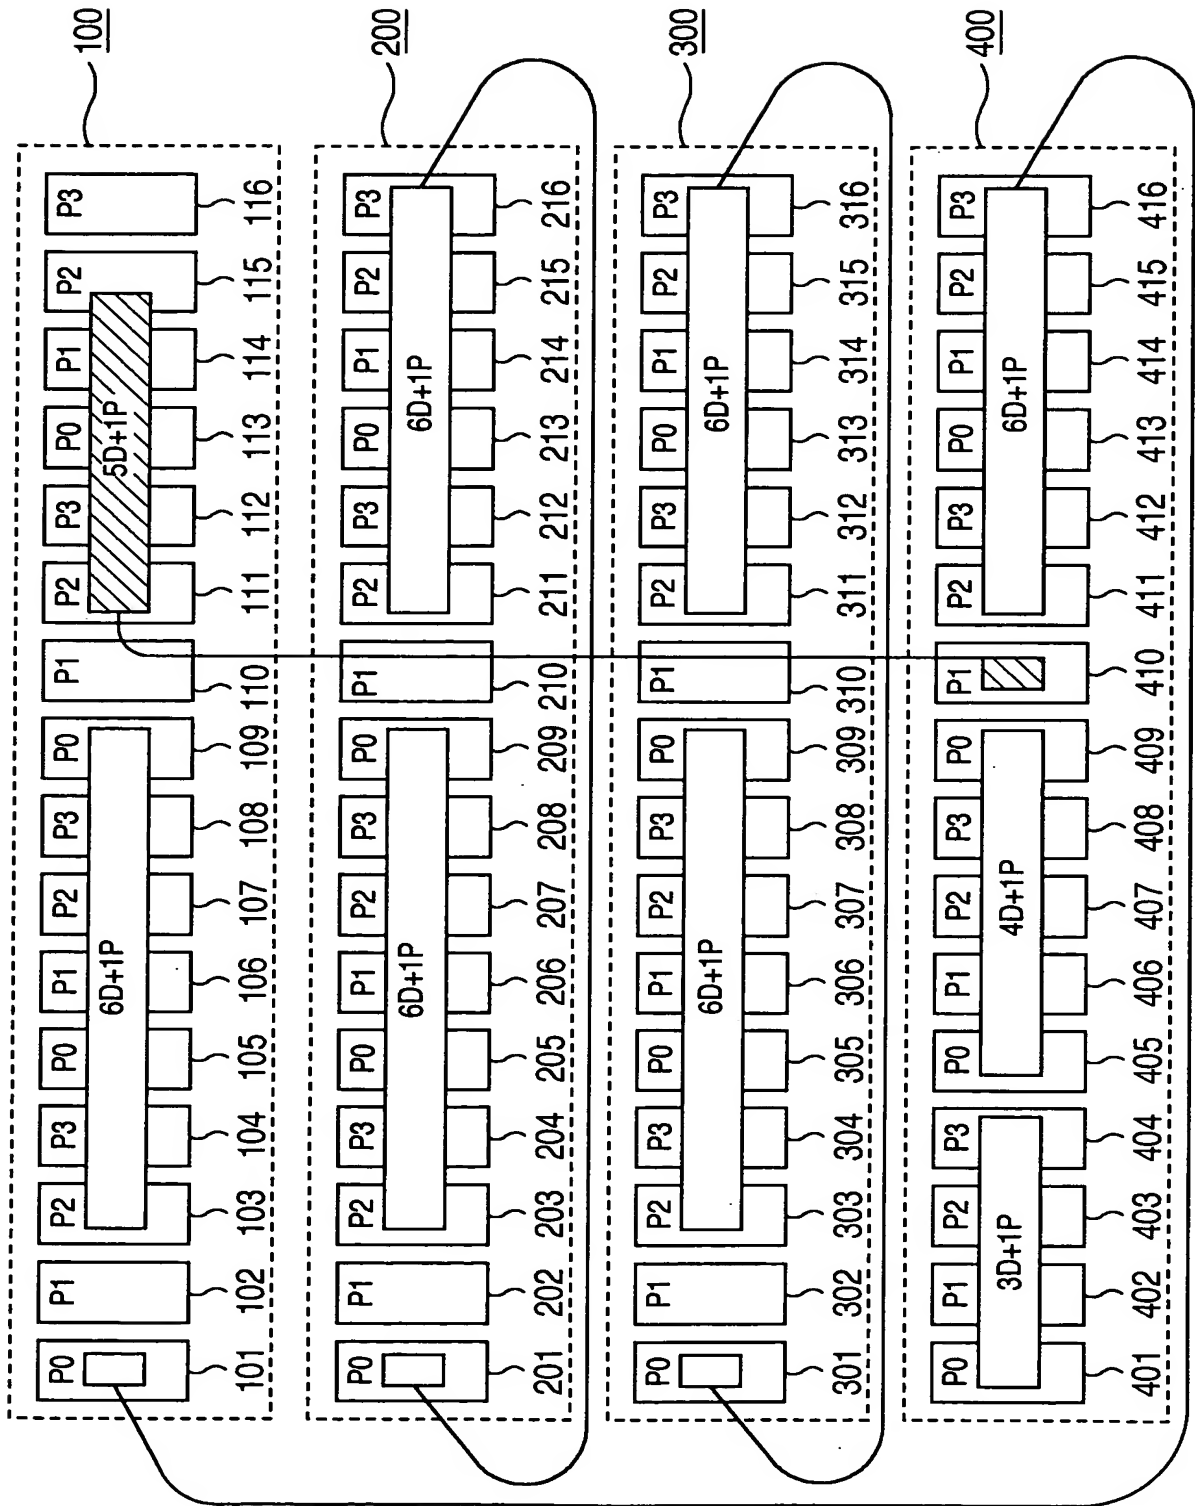 P0 P1 P2 P3 P0 P1 P2 P3 P0 P1 P2 P3 P0 P1 P2 P3 100
6D+1P 5D+1P
101 102 103 104 105 106 107 108 109 110 111 112 113 114 115 116
P0 P1 P2 P3 P0 P1 P2 P3 P0 P1 P2 P3 P0 P1 P2 P3 200
6D+1P 6D+1P
201 202 203 204 205 206 207 208 209 210 211 212 213 214 215 216
P0 P1 P2 P3 P0 P1 P2 P3 P0 P1 P2 P3 P0 P1 P2 P3 300
6D+1P 6D+1P
301 302 303 304 305 306 307 308 309 310 311 312 313 314 315 316
P0 P1 P2 P3 P0 P1 P2 P3 P0 P1 P2 P3 P0 P1 P2 P3 400
3D+1P 4D+1P 6D+1P
401 402 403 404 405 406 407 408 409 410 411 412 413 414 415 416